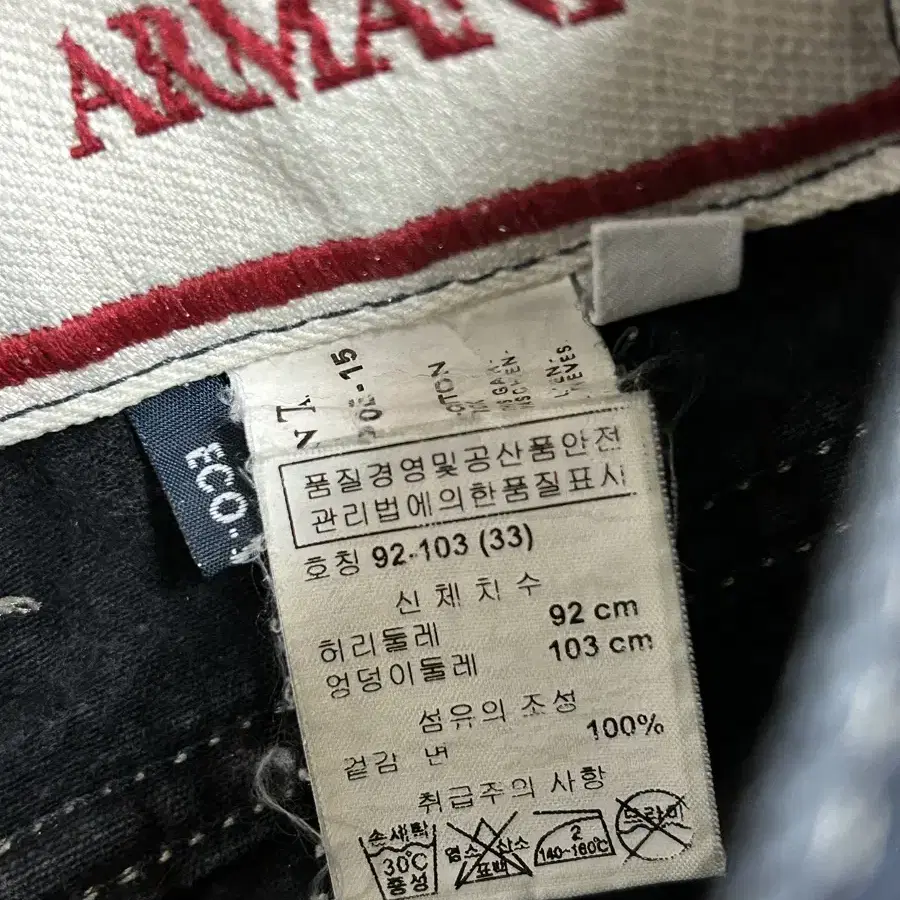 ARMANI
ECO-
-15
품질경영및공산품안전
관리법에의한품질표시
호칭 92-103 (33)
신체치수
허리둘레 92 cm
엉덩이둘레 103 cm
섬유의 조성
겉감 면 100%
취급주의 사항
손세탁 30℃ 중성
염소 산소 표백
2 140~160℃
드라이